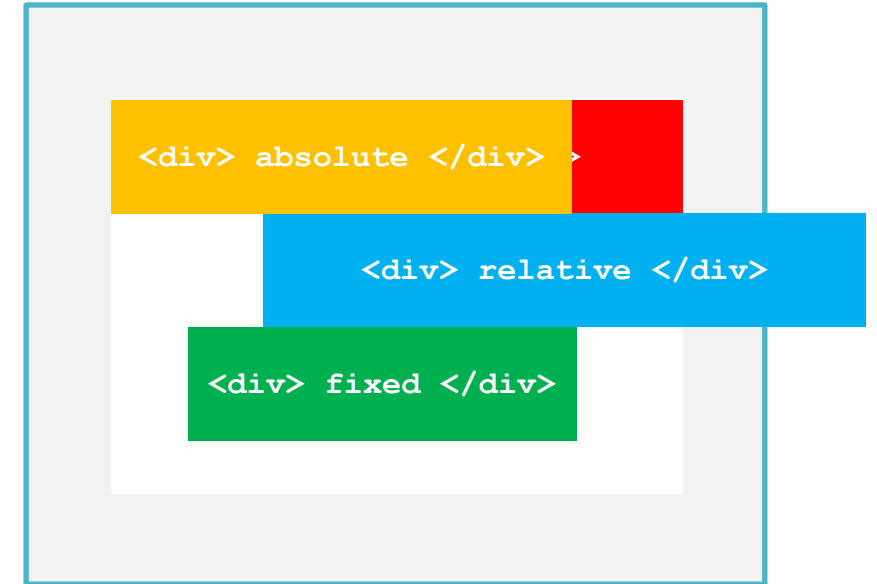 <div> absolute </div> >
<div> relative </div>
<div> fixed </div>